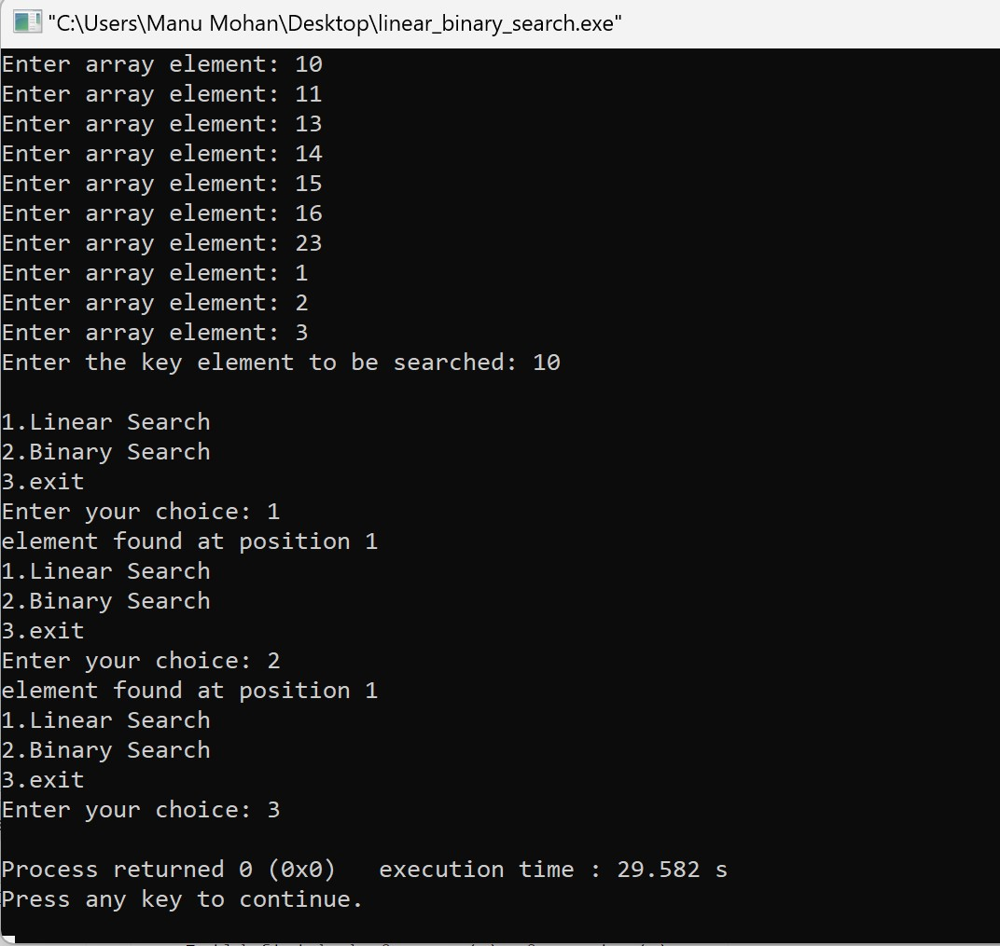 "C:\Users\Manu Mohan\Desktop\linear_binary_search.exe"
Enter array element: 10
Enter array element: 11
Enter array element: 13
Enter array element: 14
Enter array element: 15
Enter array element: 16
Enter array element: 23
Enter array element: 1
Enter array element: 2
Enter array element: 3
Enter the key element to be searched: 10
1.Linear Search
2.Binary Search
3.exit
Enter your choice: 1
element found at position 1
1.Linear Search
2.Binary Search
3.exit
Enter your choice: 2
element found at position 1
1.Linear Search
2.Binary Search
3.exit
Enter your choice: 3
Process returned 0 (0x0)   execution time : 29.582 s
Press any key to continue.